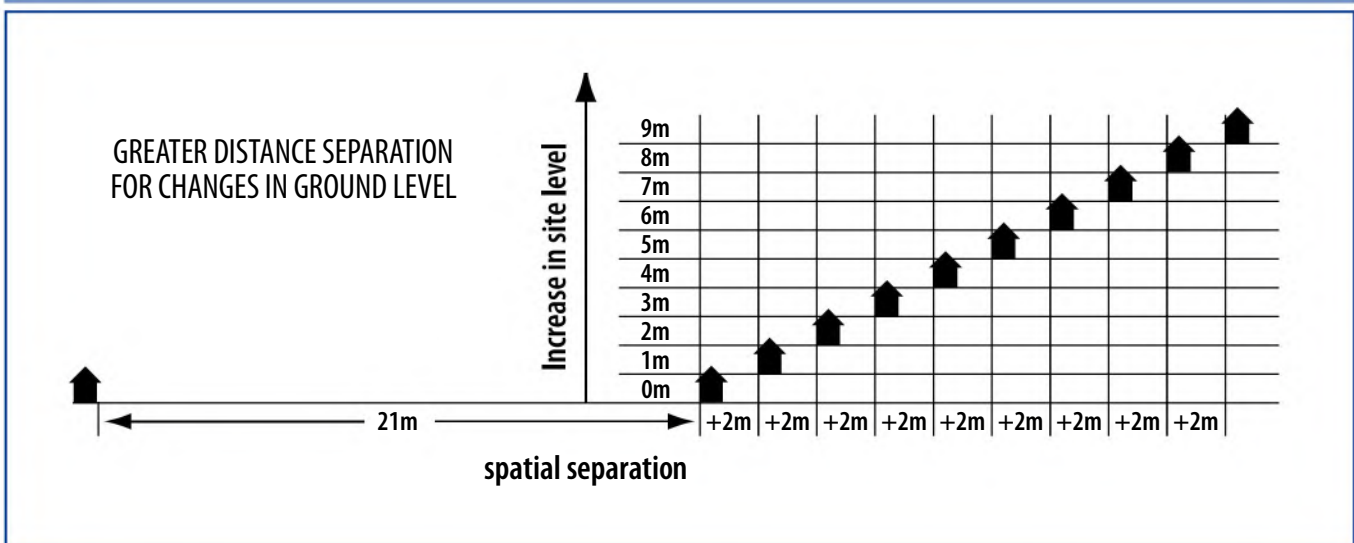 GREATER DISTANCE SEPARATION
FOR CHANGES IN GROUND LEVEL
Increase in site level
9m
8m
7m
6m
5m
4m
3m
2m
1m
0m
21m
+2m +2m +2m +2m +2m +2m +2m +2m +2m
spatial separation